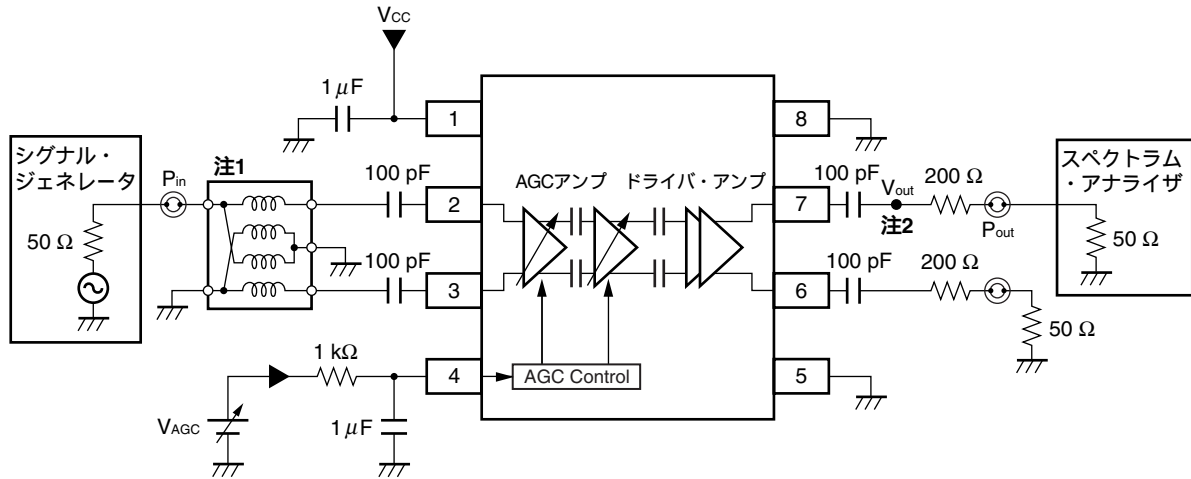 VCC
1 μF
1
8
シグナル・
ジェネレータ
Pin
注1
100 pF
2
AGCアンプ
ドライバ・アンプ
7
100 pF
Vout
注2
200 Ω
Pout
スペクトラム
・アナライザ
50 Ω
50 Ω
100 pF
3
6
100 pF
200 Ω
50 Ω
1 kΩ
4
AGC Control
5
VAGC
1 μF